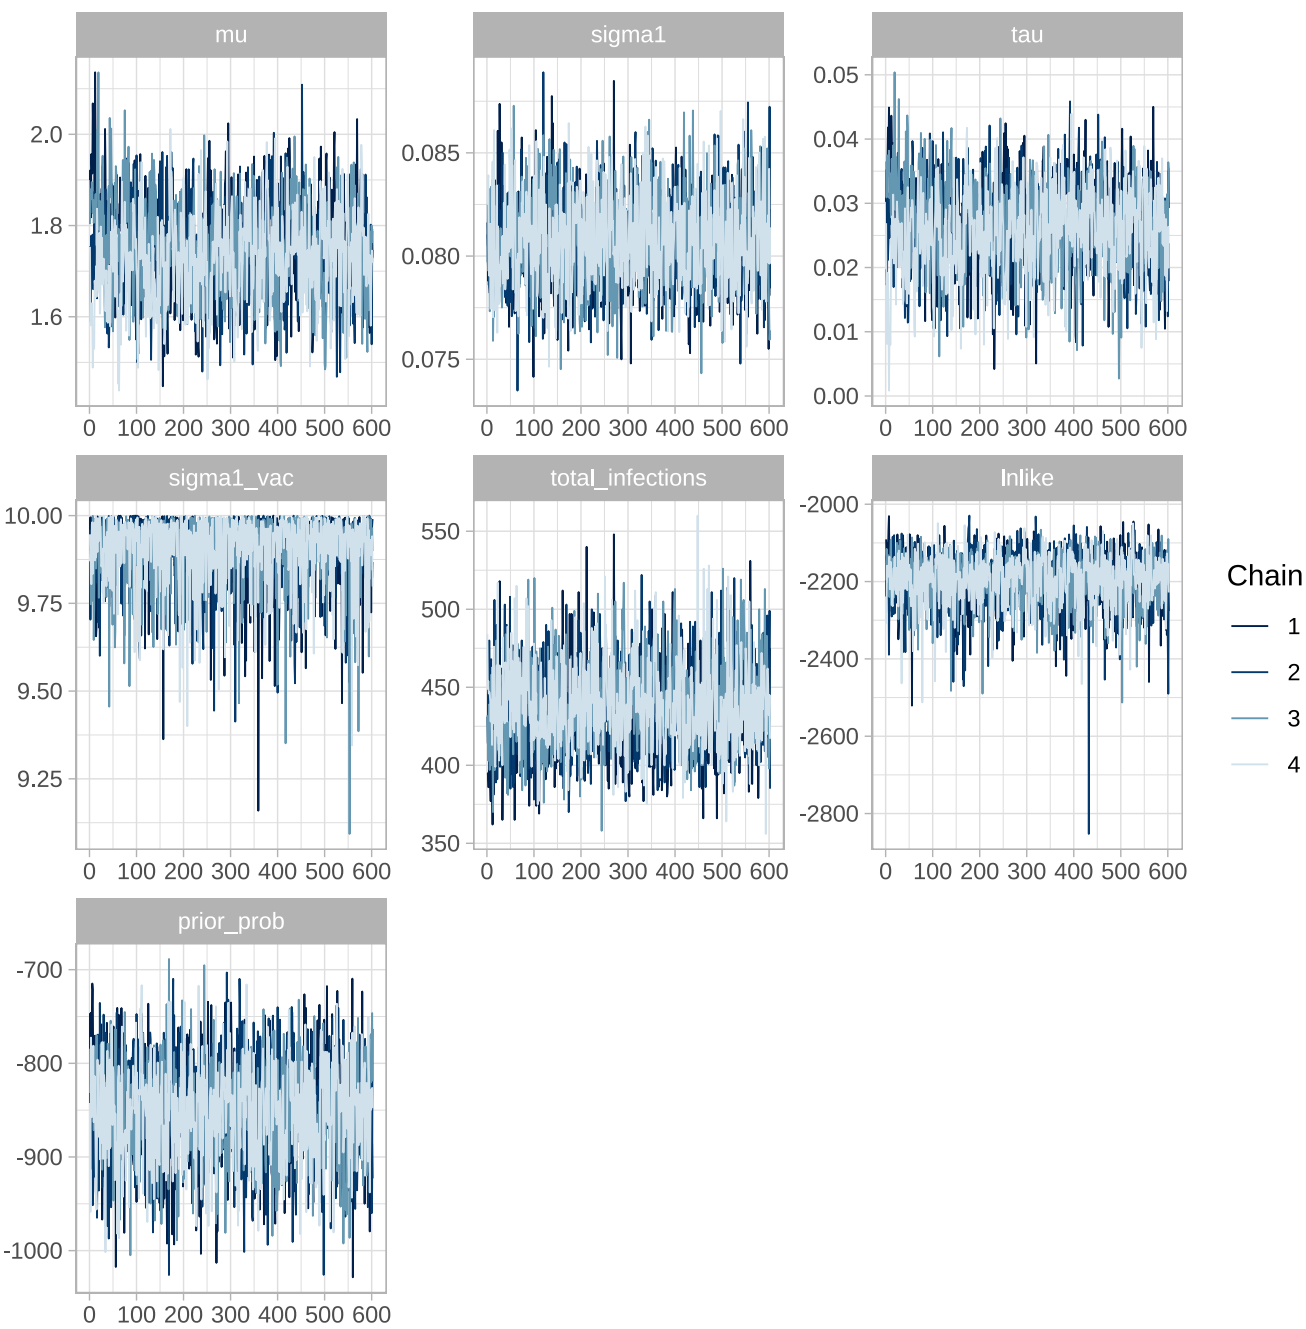 mu
sigma1
tau
2.0
1.8
1.6
0.085
0.080
0.075
0.05
0.04
0.03
0.02
0.01
0.00
0 100 200 300 400 500 600
0 100 200 300 400 500 600
0 100 200 300 400 500 600
sigma1_vac
total_infections
lnlike
10.00
9.75
9.50
9.25
550
500
450
400
350
-2000
-2200
-2400
-2600
-2800
0 100 200 300 400 500 600
0 100 200 300 400 500 600
0 100 200 300 400 500 600
Chain
1
2
3
4
prior_prob
-700
-800
-900
-1000
0 100 200 300 400 500 600